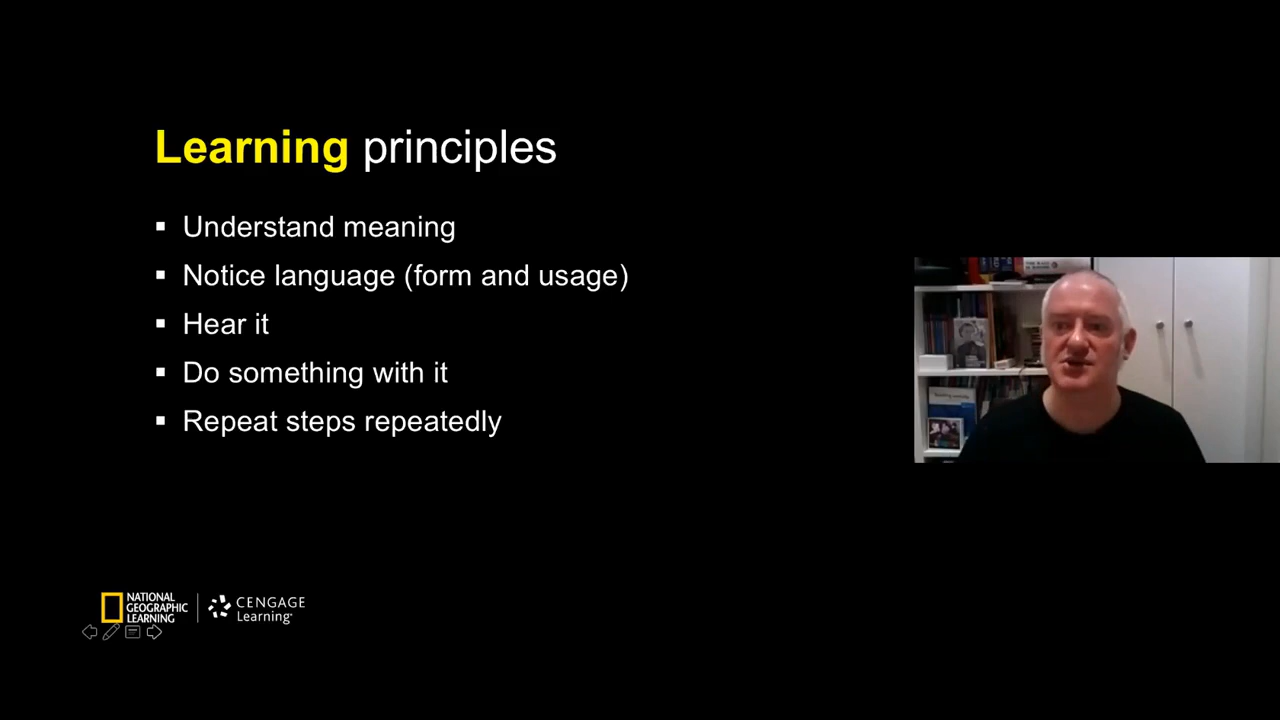 Learning principles
▪ Understand meaning
▪ Notice language (form and usage)
▪ Hear it
▪ Do something with it
▪ Repeat steps repeatedly
NATIONAL
GEOGRAPHIC
LEARNING
CENGAGE
Learning